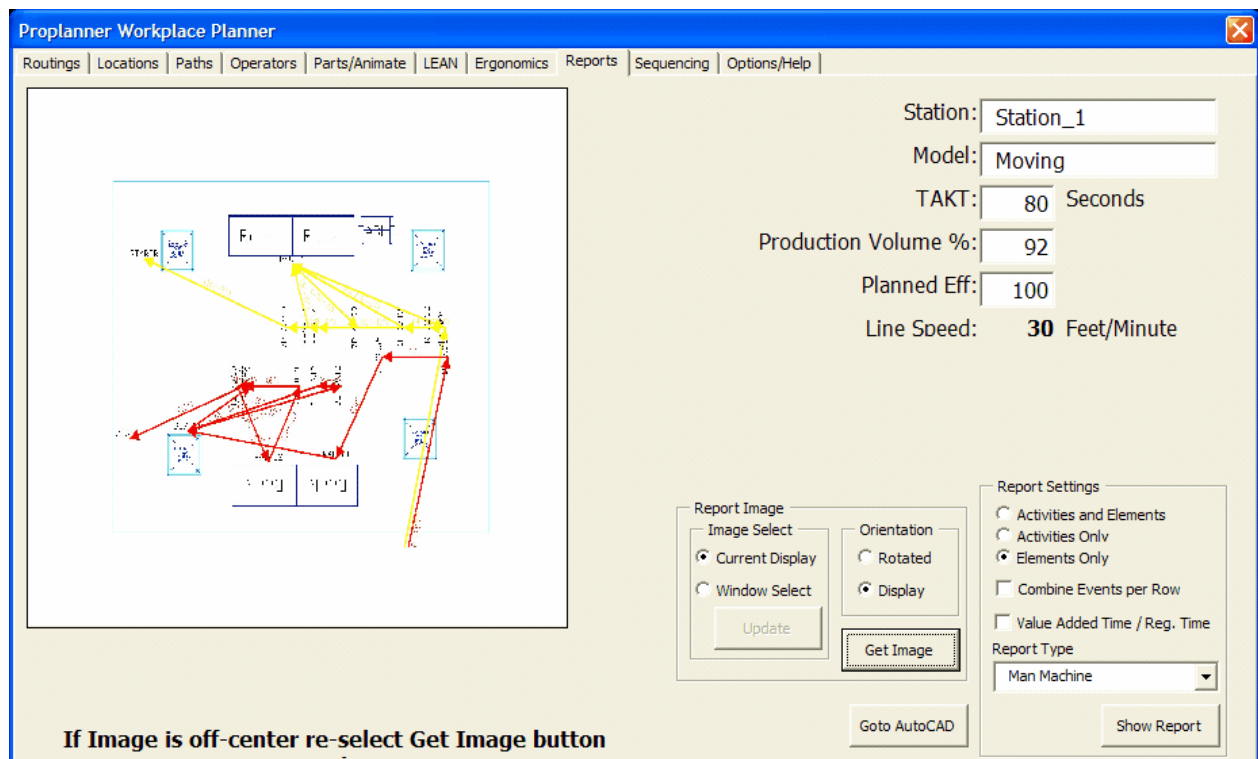 Proplanner Workplace Planner
Routings Locations Paths Operators Parts/Animate LEAN Ergonomics Reports Sequencing Options/Help
Station: Station_1
Model: Moving
TAKT: 80 Seconds
Production Volume %: 92
Planned Eff: 100
Line Speed: 30 Feet/Minute
Report Image
Image Select
Current Display
Window Select
Update
Orientation
Rotated
Display
Get Image
Goto AutoCAD
Report Settings
Activities and Elements
Activities Only
Elements Only
Combine Events per Row
Value Added Time / Reg. Time
Report Type
Man Machine
Show Report
If Image is off-center re-select Get Image button